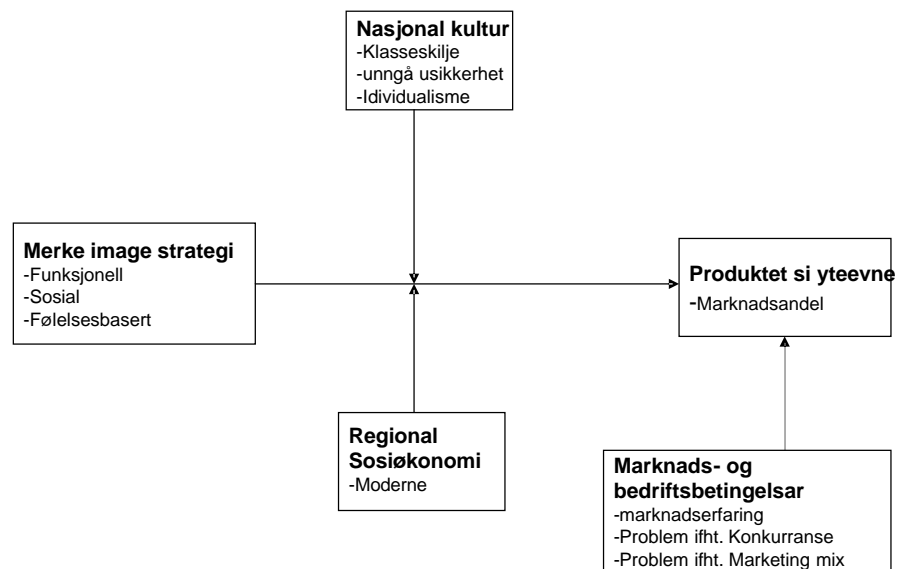 Nasjonal kultur
-Klasseskilje
-unngå usikkerhet
-Idividualisme
Merke image strategi
-Funksjonell
-Sosial
-Følelsesbasert
Produktet si yteevne
-Marknadsandel
Regional
Sosiøkonomi
-Moderne
Marknads- og
bedriftsbetingelsar
-marknadserfaring
-Problem ifht. Konkurranse
-Problem ifht. Marketing mix